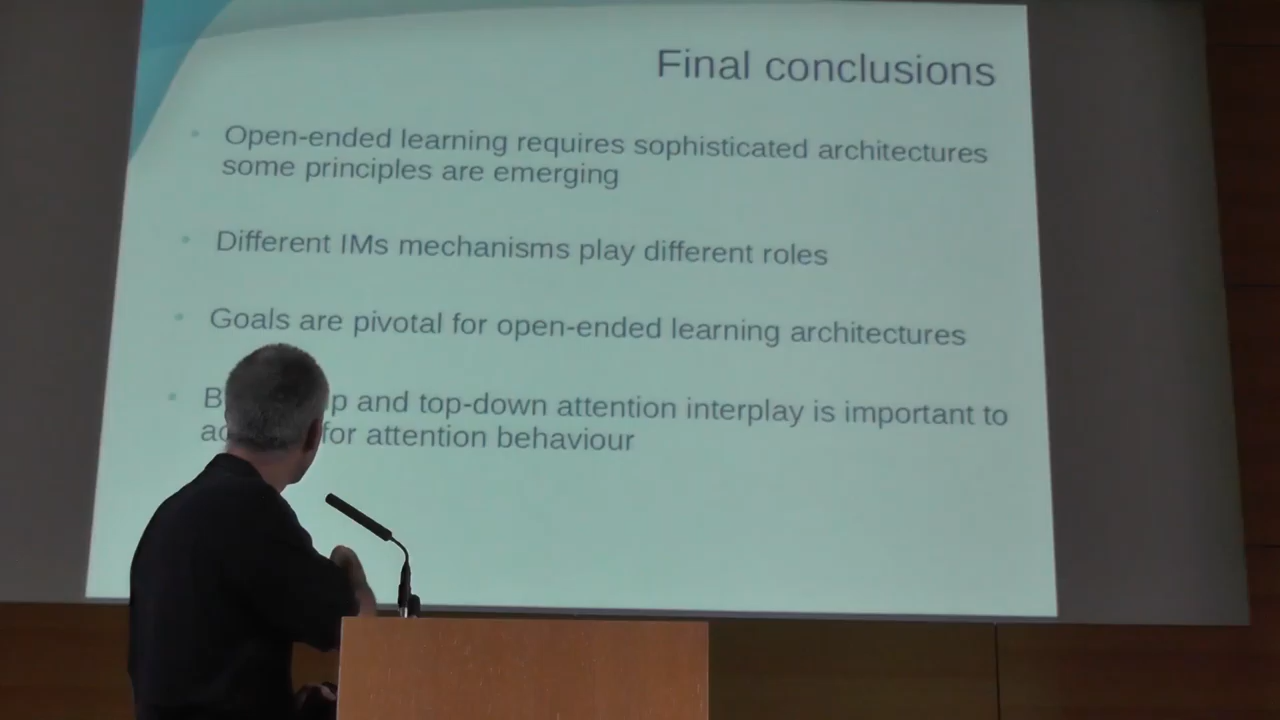 Final conclusions
Open-ended learning requires sophisticated architectures
some principles are emerging
Different IMs mechanisms play different roles
Goals are pivotal for open-ended learning architectures
and top-down attention interplay is important to
for attention behaviour